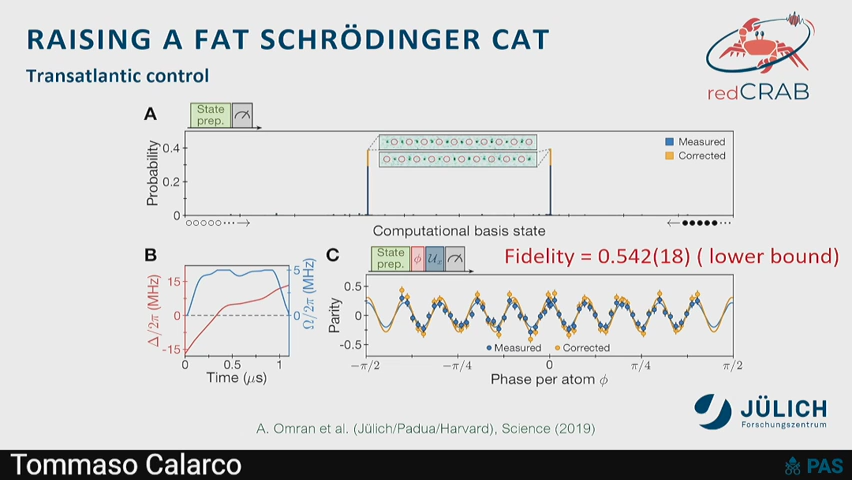 RAISING A FAT SCHRÖDINGER CAT
Transatlantic control
redCRAB
A
State
prep.
Probability
0.4
0.2
0
Measured
Corrected
Computational basis state
B
Δ/2π (MHz)
15
0
-15
5
0
Ω/2π (MHz)
0
0.5
1
Time (μs)
C
State
prep.
ϕ
𝒰ₓ
Fidelity = 0.542(18) ( lower bound)
Parity
0.5
0
-0.5
Measured
Corrected
−π/2
−π/4
0
π/4
π/2
Phase per atom ϕ
JÜLICH
Forschungszentrum
A. Omran et al. (Jülich/Padua/Harvard), Science (2019)
Tommaso Calarco
PAS